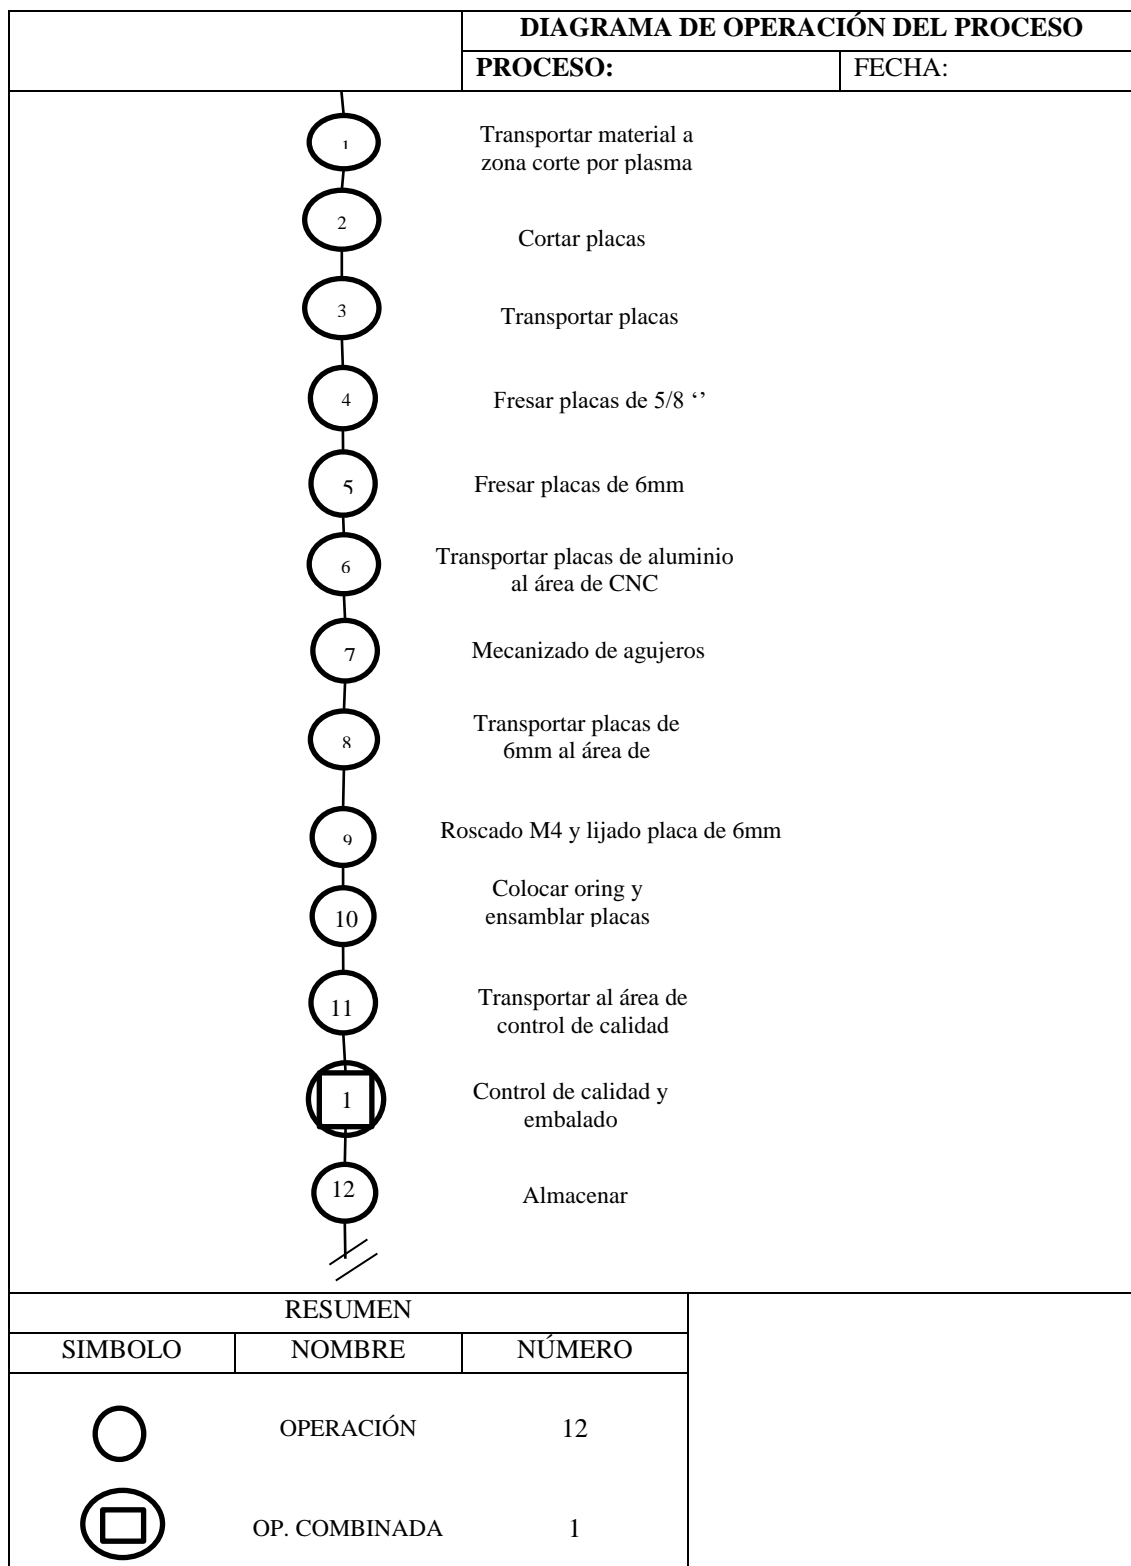 DIAGRAMA DE OPERACIÓN DEL PROCESO
PROCESO:
FECHA:
1
Transportar material a
zona corte por plasma
2
Cortar placas
3
Transportar placas
4
Fresar placas de 5/8 ‘’
5
Fresar placas de 6mm
6
Transportar placas de aluminio
al área de CNC
7
Mecanizado de agujeros
8
Transportar placas de
6mm al área de
9
Roscado M4 y lijado placa de 6mm
10
Colocar oring y
ensamblar placas
11
Transportar al área de
control de calidad
1
Control de calidad y
embalado
12
Almacenar
RESUMEN
SIMBOLO
NOMBRE
NÚMERO
OPERACIÓN
12
OP. COMBINADA
1